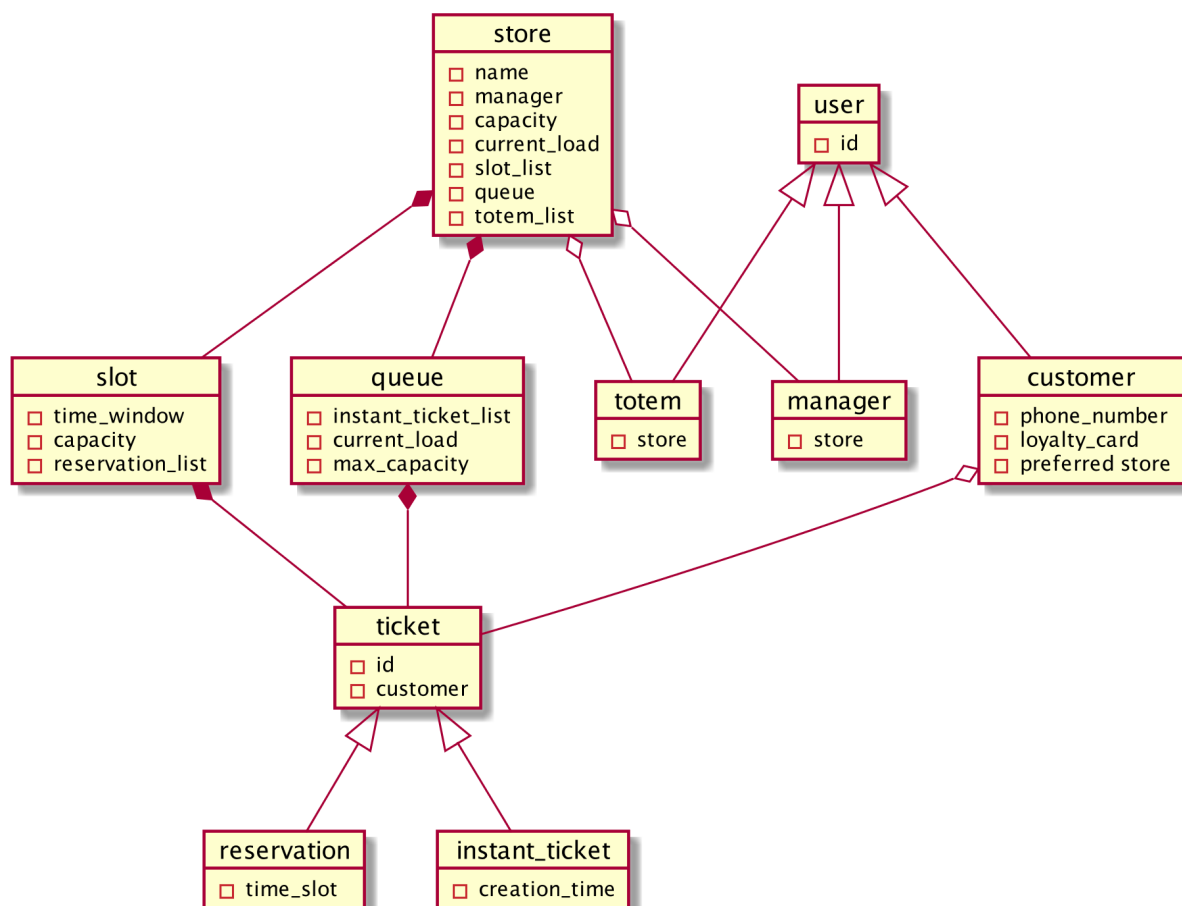 store
name
manager
capacity
current_load
slot_list
queue
totem_list
user
id
slot
time_window
capacity
reservation_list
queue
instant_ticket_list
current_load
max_capacity
totem
store
manager
store
customer
phone_number
loyalty_card
preferred store
ticket
id
customer
reservation
time_slot
instant_ticket
creation_time